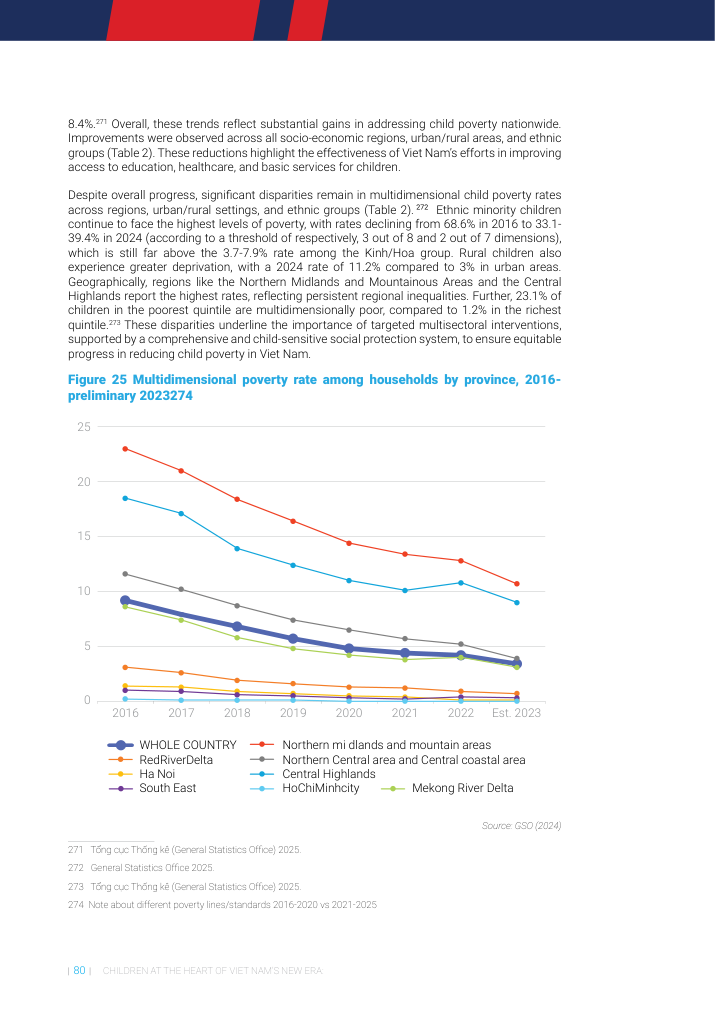 8.4%.271 Overall, these trends reflect substantial gains in addressing child poverty nationwide.
Improvements were observed across all socio-economic regions, urban/rural areas, and ethnic
groups (Table 2). These reductions highlight the effectiveness of Viet Nam's efforts in improving
access to education, healthcare, and basic services for children.
Despite overall progress, significant disparities remain in multidimensional child poverty rates
across regions, urban/rural settings, and ethnic groups (Table 2). 272 Ethnic minority children
continue to face the highest levels of poverty, with rates declining from 68.6% in 2016 to 33.1-
39.4% in 2024 (according to a threshold of respectively, 3 out of 8 and 2 out of 7 dimensions),
which is still far above the 3.7-7.9% rate among the Kinh/Hoa group. Rural children also
experience greater deprivation, with a 2024 rate of 11.2% compared to 3% in urban areas.
Geographically, regions like the Northern Midlands and Mountainous Areas and the Central
Highlands report the highest rates, reflecting persistent regional inequalities. Further, 23.1% of
children in the poorest quintile are multidimensionally poor, compared to 1.2% in the richest
quintile.273 These disparities underline the importance of targeted multisectoral interventions,
supported by a comprehensive and child-sensitive social protection system, to ensure equitable
progress in reducing child poverty in Viet Nam.
Figure 25 Multidimensional poverty rate among households by province, 2016-
preliminary 2023274
25
20
15
10
5
0
2016 2017 2018 2019 2020 2021 2022 Est. 2023
WHOLE COUNTRY Northern mi dlands and mountain areas
RedRiverDelta Northern Central area and Central coastal area
Ha Noi Central Highlands
South East HoChiMinhcity Mekong River Delta
Source: GSO (2024)
271 Tổng cục Thống kê (General Statistics Office) 2025.
272 General Statistics Office 2025.
273 Tổng cục Thống kê (General Statistics Office) 2025.
274 Note about different poverty lines/standards 2016-2020 vs 2021-2025
| 80 | CHILDREN AT THE HEART OF VIET NAM'S NEW ERA